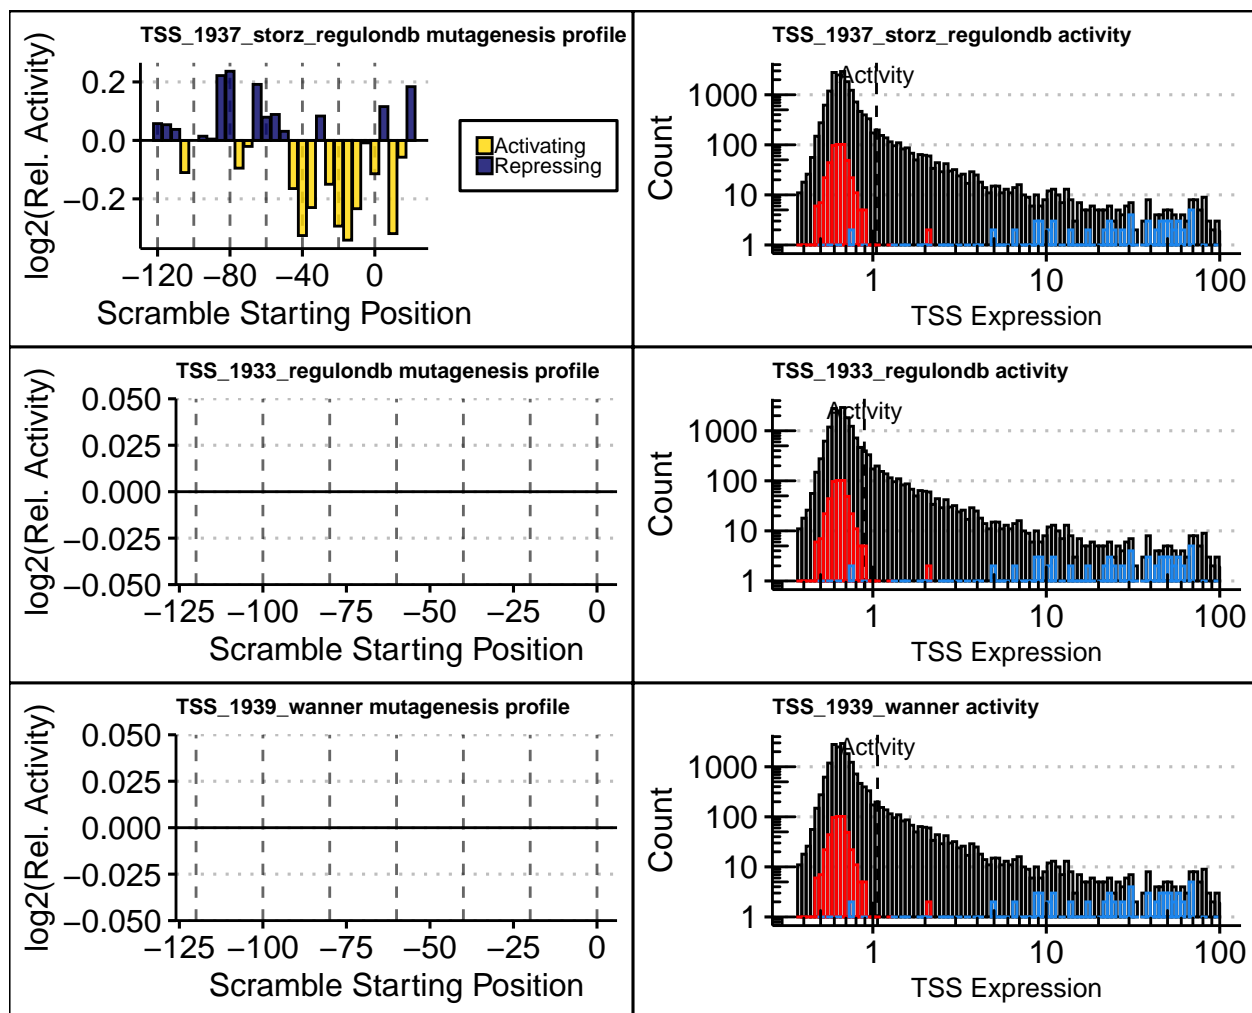 TSS_1937_storz_regulondb mutagenesis profile
log2(Rel. Activity)
0.2
0.0
−0.2
−120 −80 −40 0
Scramble Starting Position
Activating
Repressing
TSS_1937_storz_regulondb activity
Activity
Count
1000
100
10
1
1 10 100
TSS Expression
TSS_1933_regulondb mutagenesis profile
log2(Rel. Activity)
0.050
0.025
0.000
−0.025
−0.050
−125 −100 −75 −50 −25 0
Scramble Starting Position
TSS_1933_regulondb activity
Activity
Count
1000
100
10
1
1 10 100
TSS Expression
TSS_1939_wanner mutagenesis profile
log2(Rel. Activity)
0.050
0.025
0.000
−0.025
−0.050
−125 −100 −75 −50 −25 0
Scramble Starting Position
TSS_1939_wanner activity
Activity
Count
1000
100
10
1
1 10 100
TSS Expression